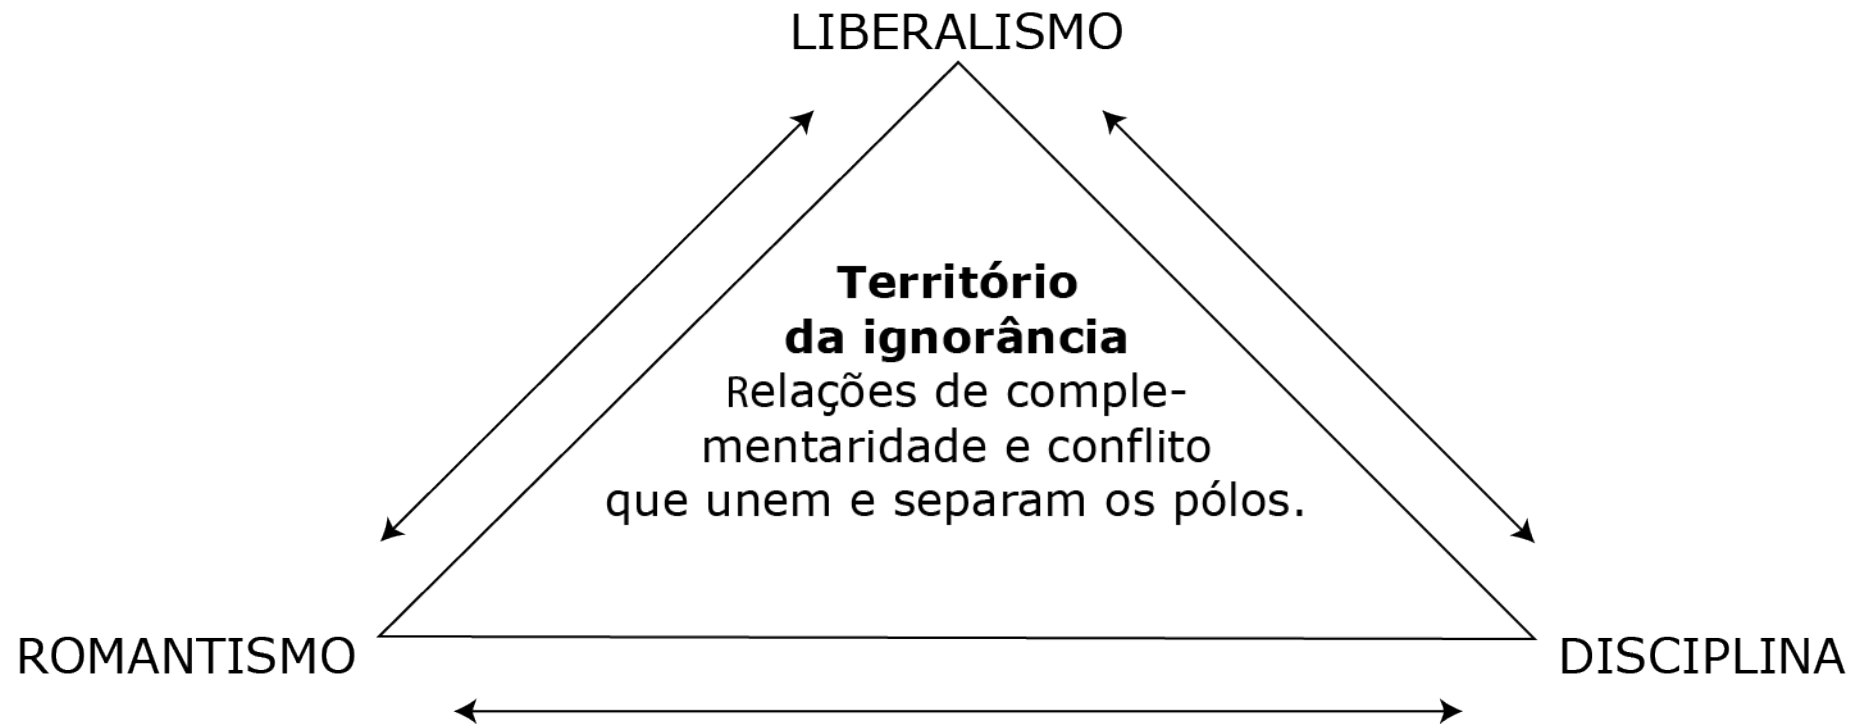 LIBERALISMO
Território
da ignorância
Relações de comple-
mentaridade e conflito
que unem e separam os pólos.
ROMANTISMO
DISCIPLINA